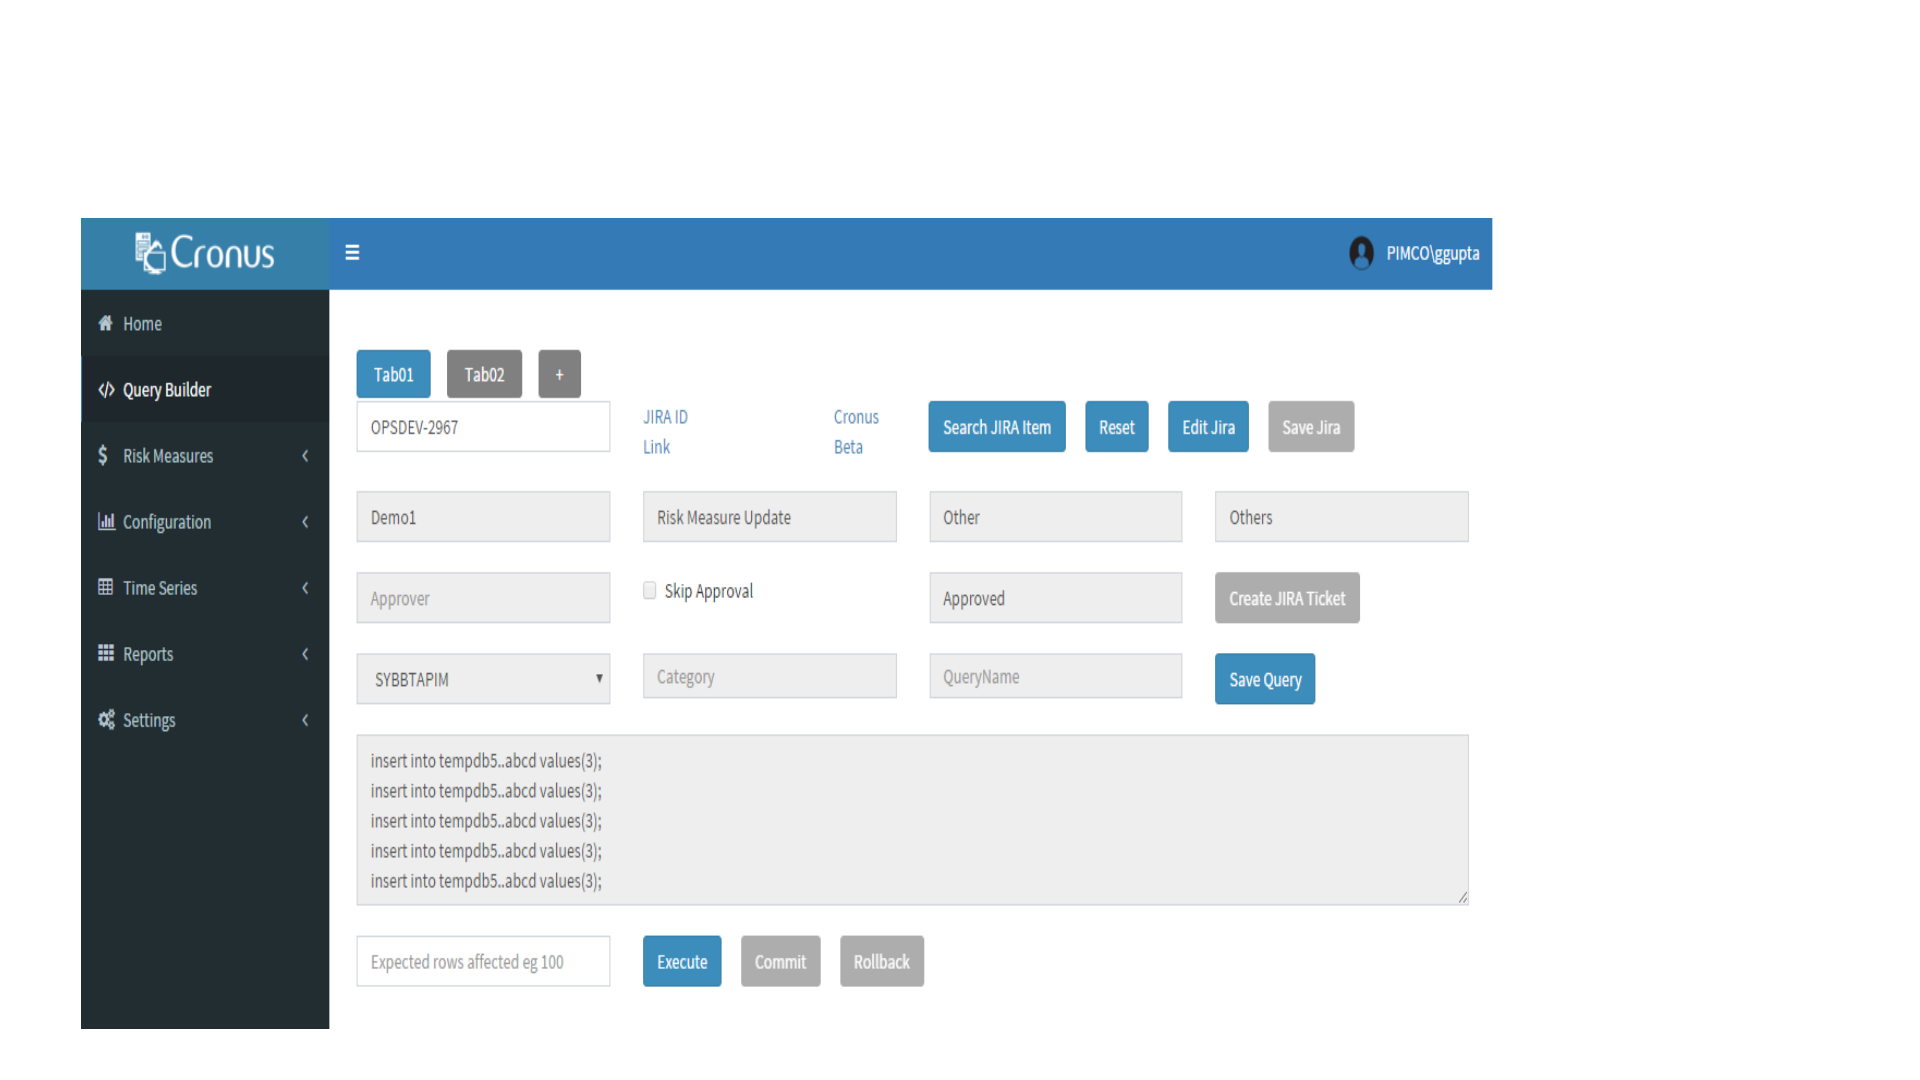 Cronus
PIMCO\ggupta
Home
Query Builder
Risk Measures
Configuration
Time Series
Reports
Settings
Tab01 Tab02 +
OPSDEV-2967
JIRA ID
Link
Cronus
Beta
Search JIRA Item Reset Edit Jira Save Jira
Demo1 Risk Measure Update Other Others
Approver Skip Approval Approved Create JIRA Ticket
SYBBTAPIM Category QueryName Save Query
insert into tempdb5..abcd values(3);
insert into tempdb5..abcd values(3);
insert into tempdb5..abcd values(3);
insert into tempdb5..abcd values(3);
insert into tempdb5..abcd values(3);
Expected rows affected eg 100 Execute Commit Rollback